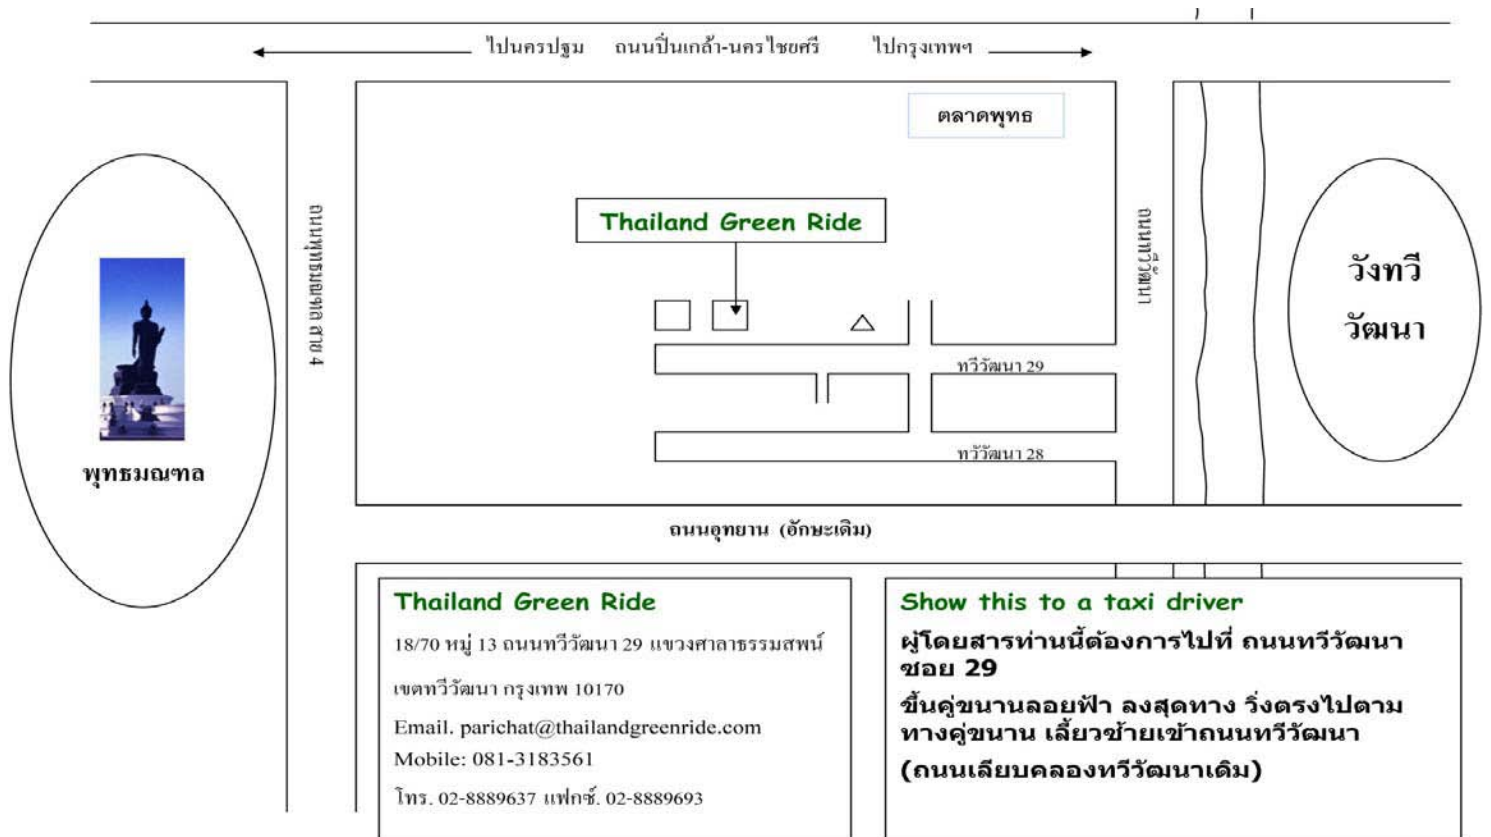 ไปนครปฐม ถนนปิ่นเกล้า-นครไชยศรี ไปกรุงเทพฯ
ตลาดพุทธ
Thailand Green Ride
ถนนพุทธมณฑล สาย 4
ถนนทวีวัฒนา
วังทวี
วัฒนา
ทวีวัฒนา 29
ทวีวัฒนา 28
พุทธมณฑล
ถนนอุทยาน (อักษะเดิม)
Thailand Green Ride
18/70 หมู่ 13 ถนนทวีวัฒนา 29 แขวงศาลาธรรมสพน์
เขตทวีวัฒนา กรุงเทพ 10170
Email. parichat@thailandgreenride.com
Mobile: 081-3183561
โทร. 02-8889637 แฟกซ์. 02-8889693
Show this to a taxi driver
ผู้โดยสารท่านนี้ต้องการไปที่ ถนนทวีวัฒนา
ซอย 29
ขึ้นคู่ขนานลอยฟ้า ลงสุดทาง วิ่งตรงไปตาม
ทางคู่ขนาน เลี้ยวซ้ายเข้าถนนทวีวัฒนา
(ถนนเลียบคลองทวีวัฒนาเดิม)